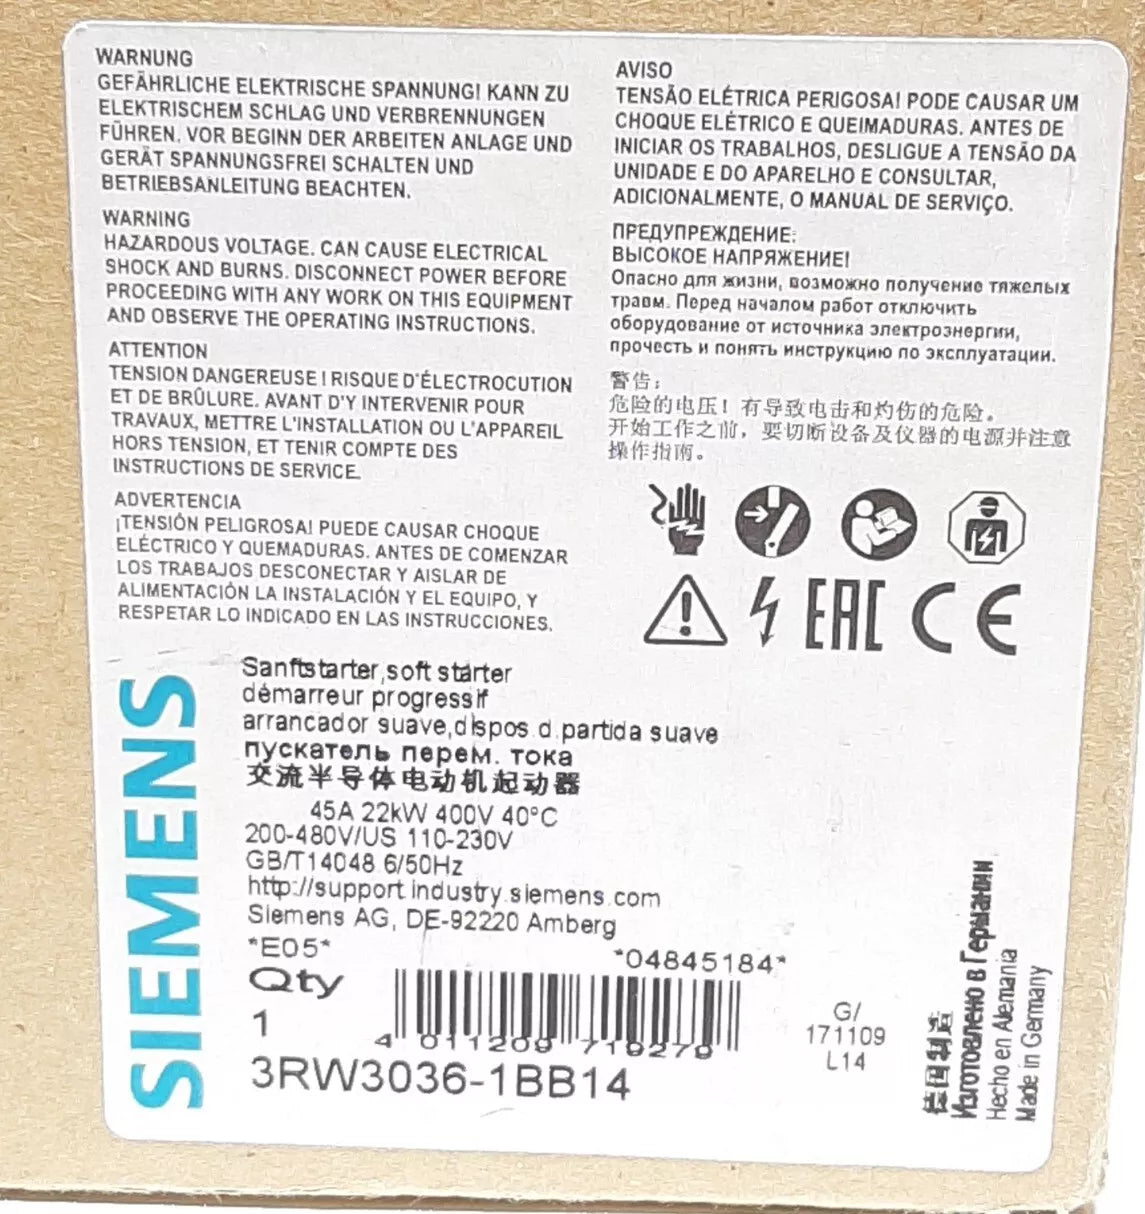 WARNUNG
GEFÄHRLICHE ELEKTRISCHE SPANNUNG! KANN ZU
ELEKTRISCHEM SCHLAG UND VERBRENNUNGEN
FÜHREN. VOR BEGINN DER ARBEITEN ANLAGE UND
GERÄT SPANNUNGSFREI SCHALTEN UND
BETRIEBSANLEITUNG BEACHTEN.
WARNING
HAZARDOUS VOLTAGE. CAN CAUSE ELECTRICAL
SHOCK AND BURNS. DISCONNECT POWER BEFORE
PROCEEDING WITH ANY WORK ON THIS EQUIPMENT
AND OBSERVE THE OPERATING INSTRUCTIONS.
ATTENTION
TENSION DANGEREUSE ! RISQUE D'ÉLECTROCUTION
ET DE BRÛLURE. AVANT D'Y INTERVENIR POUR
TRAVAUX, METTRE L'INSTALLATION OU L'APPAREIL
HORS TENSION, ET TENIR COMPTE DES
INSTRUCTIONS DE SERVICE.
ADVERTENCIA
¡TENSIÓN PELIGROSA! PUEDE CAUSAR CHOQUE
ELÉCTRICO Y QUEMADURAS. ANTES DE COMENZAR
LOS TRABAJOS DESCONECTAR Y AISLAR DE
ALIMENTACIÓN LA INSTALACIÓN Y EL EQUIPO, Y
RESPETAR LO INDICADO EN LAS INSTRUCCIONES.
AVISO
TENSÃO ELÉTRICA PERIGOSA! PODE CAUSAR UM
CHOQUE ELÉTRICO E QUEIMADURAS. ANTES DE
INICIAR OS TRABALHOS, DESLIGUE A TENSÃO DA
UNIDADE E DO APARELHO E CONSULTAR,
ADICIONALMENTE, O MANUAL DE SERVIÇO.
ПРЕДУПРЕЖДЕНИЕ:
ВЫСОКОЕ НАПРЯЖЕНИЕ!
Опасно для жизни, возможно получение тяжелых
травм. Перед началом работ отключить
оборудование от источника электроэнергии,
прочесть и понять инструкцию по эксплуатации.
警告：
危险的电压！有导致电击和灼伤的危险。
开始工作之前，要切断设备及仪器的电源并注意
操作指南。
EAC CE
SIEMENS
Sanftstarter,soft starter
démarreur progressif
arrancador suave,dispos.d.partida suave
пускатель перем. тока
交流半导体电动机起动器
45A 22kW 400V 40°C
200-480V/US 110-230V
GB/T14048.6/50Hz
http://support.industry.siemens.com
Siemens AG, DE-92220 Amberg
*E05*
*04845184*
Qty
1
4 011209 719279
3RW3036-1BB14
G/
171109
L14
德国制造
Изготовлено в Германии
Hecho en Alemania
Made in Germany